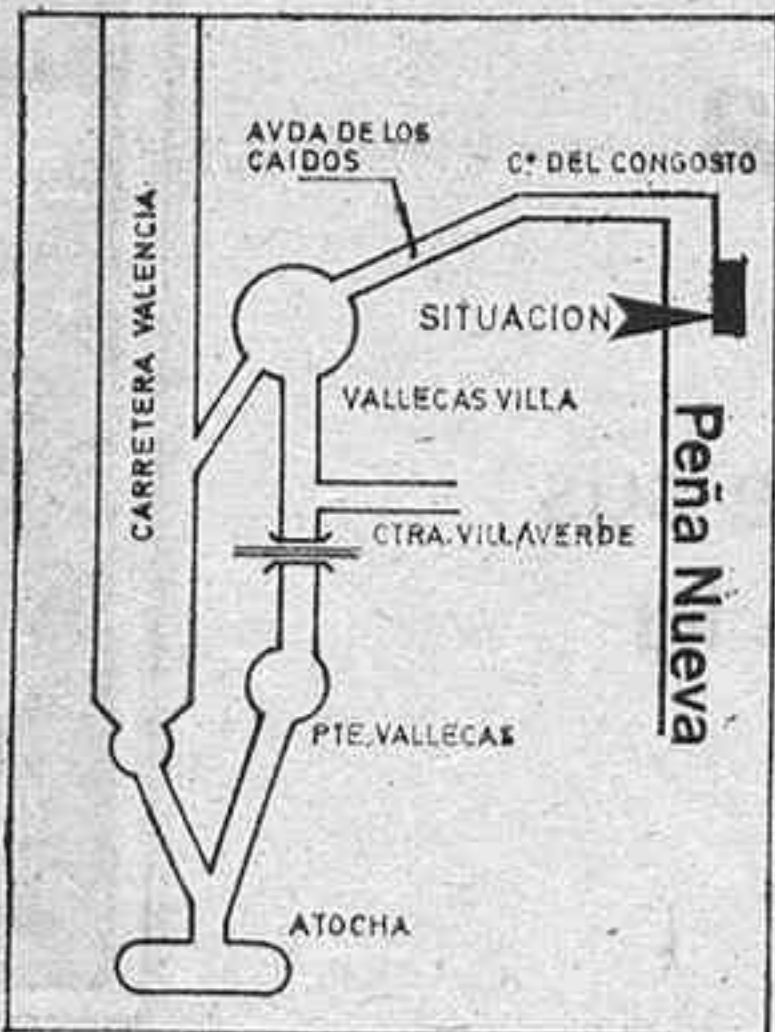 AVDA DE LOS
CAIDOS
Cº DEL CONGOSTO
CARRETERA VALENCIA
SITUACION
VALLECAS VILLA
Peña Nueva
CTRA. VILLAVERDE
PTE. VALLECAS
ATOCHA